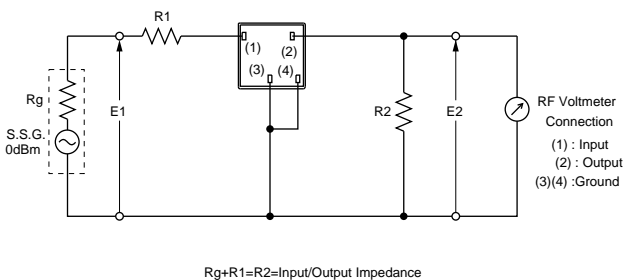 R1
(1)
(2)
(3)
(4)
Rg
S.S.G.
0dBm
E1
R2
E2
RF Voltmeter
Connection
(1) : Input
(2) : Output
(3)(4) :Ground
Rg+R1=R2=Input/Output Impedance